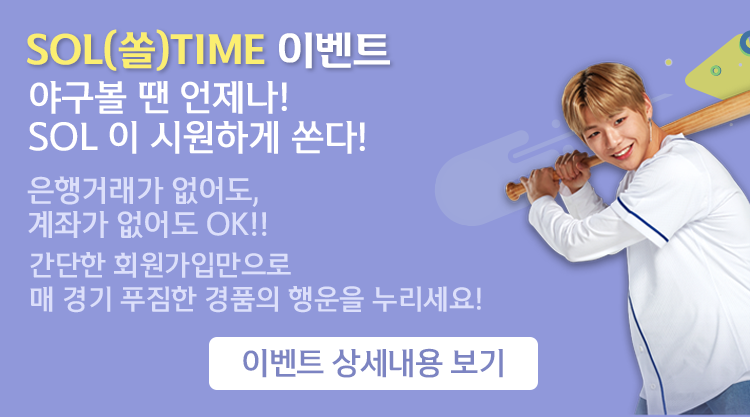 SOL(쏠)TIME 이벤트
야구볼 땐 언제나!
SOL 이 시원하게 쏜다!
은행거래가 없어도,
계좌가 없어도 OK!!
간단한 회원가입만으로
매 경기 푸짐한 경품의 행운을 누리세요!
이벤트 상세내용 보기